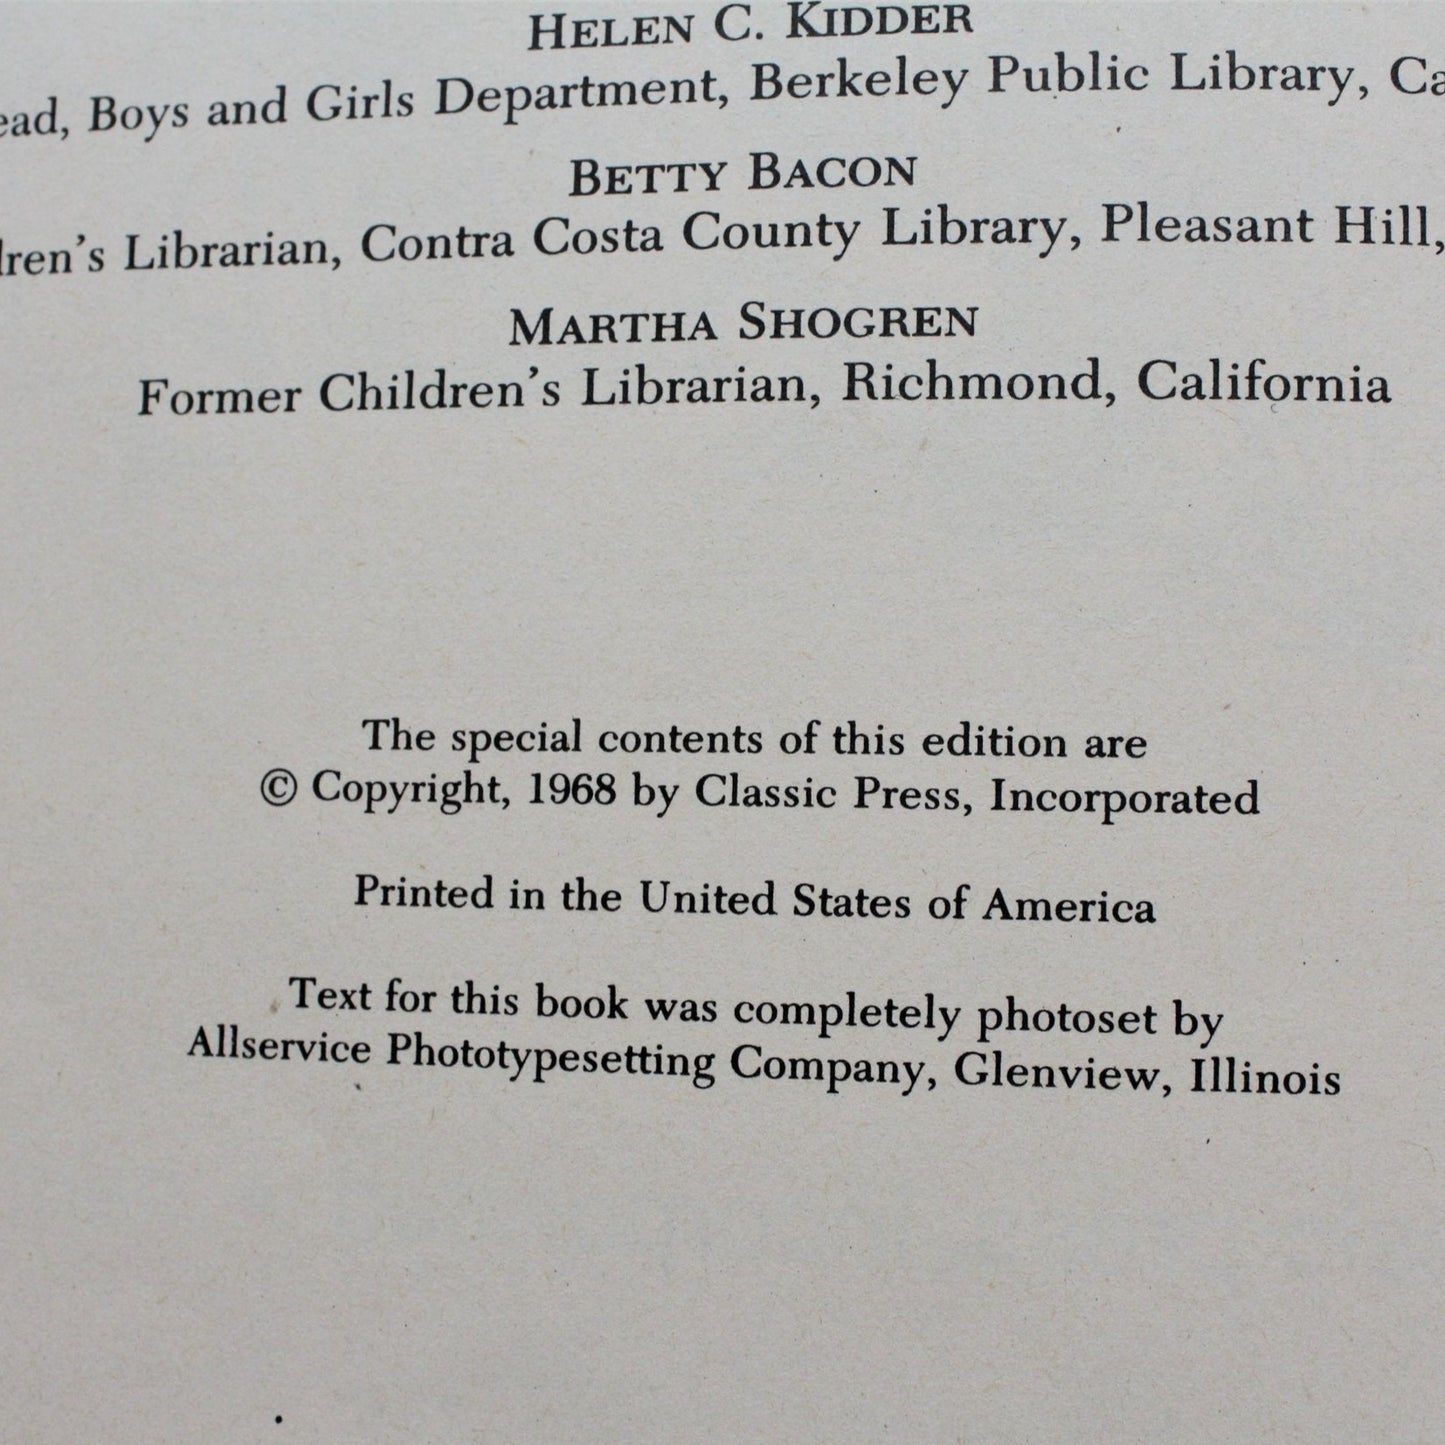 HELEN C. KIDDER
Boys and Girls Department, Berkeley Public Library,
BETTY BACON
Librarian, Contra Costa County Library, Pleasant Hill,
MARTHA SHOGREN
Former Children's Librarian, Richmond, California
The special contents of this edition are
© Copyright, 1968 by Classic Press, Incorporated
Printed in the United States of America
Text for this book was completely photoset by
Allservice Phototypesetting Company, Glenview, Illinois